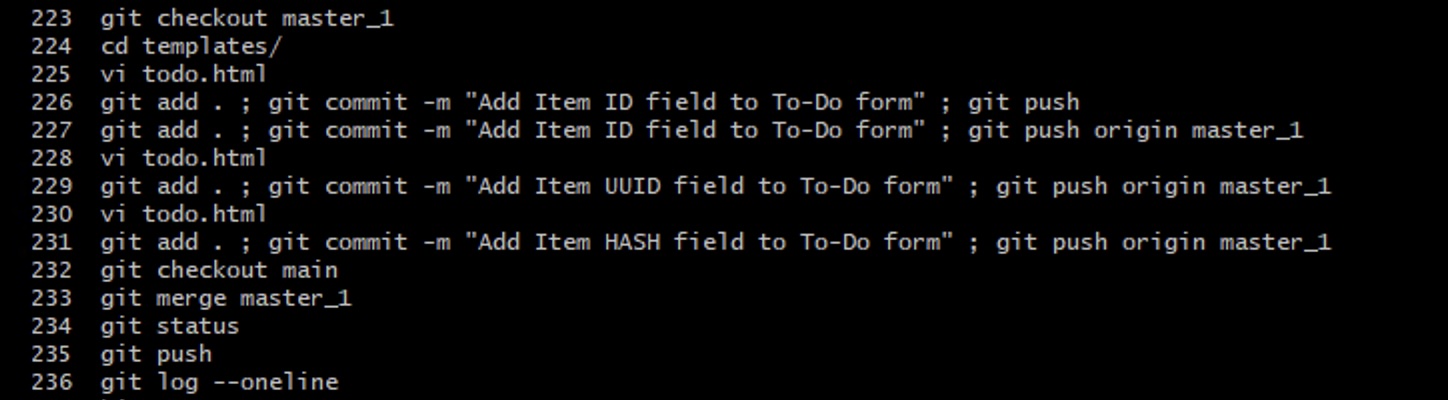 223 git checkout master_1
224 cd templates/
225 vi todo.html
226 git add . ; git commit -m "Add Item ID field to To-Do form" ; git push
227 git add . ; git commit -m "Add Item ID field to To-Do form" ; git push origin master_1
228 vi todo.html
229 git add . ; git commit -m "Add Item UUID field to To-Do form" ; git push origin master_1
230 vi todo.html
231 git add . ; git commit -m "Add Item HASH field to To-Do form" ; git push origin master_1
232 git checkout main
233 git merge master_1
234 git status
235 git push
236 git log --oneline